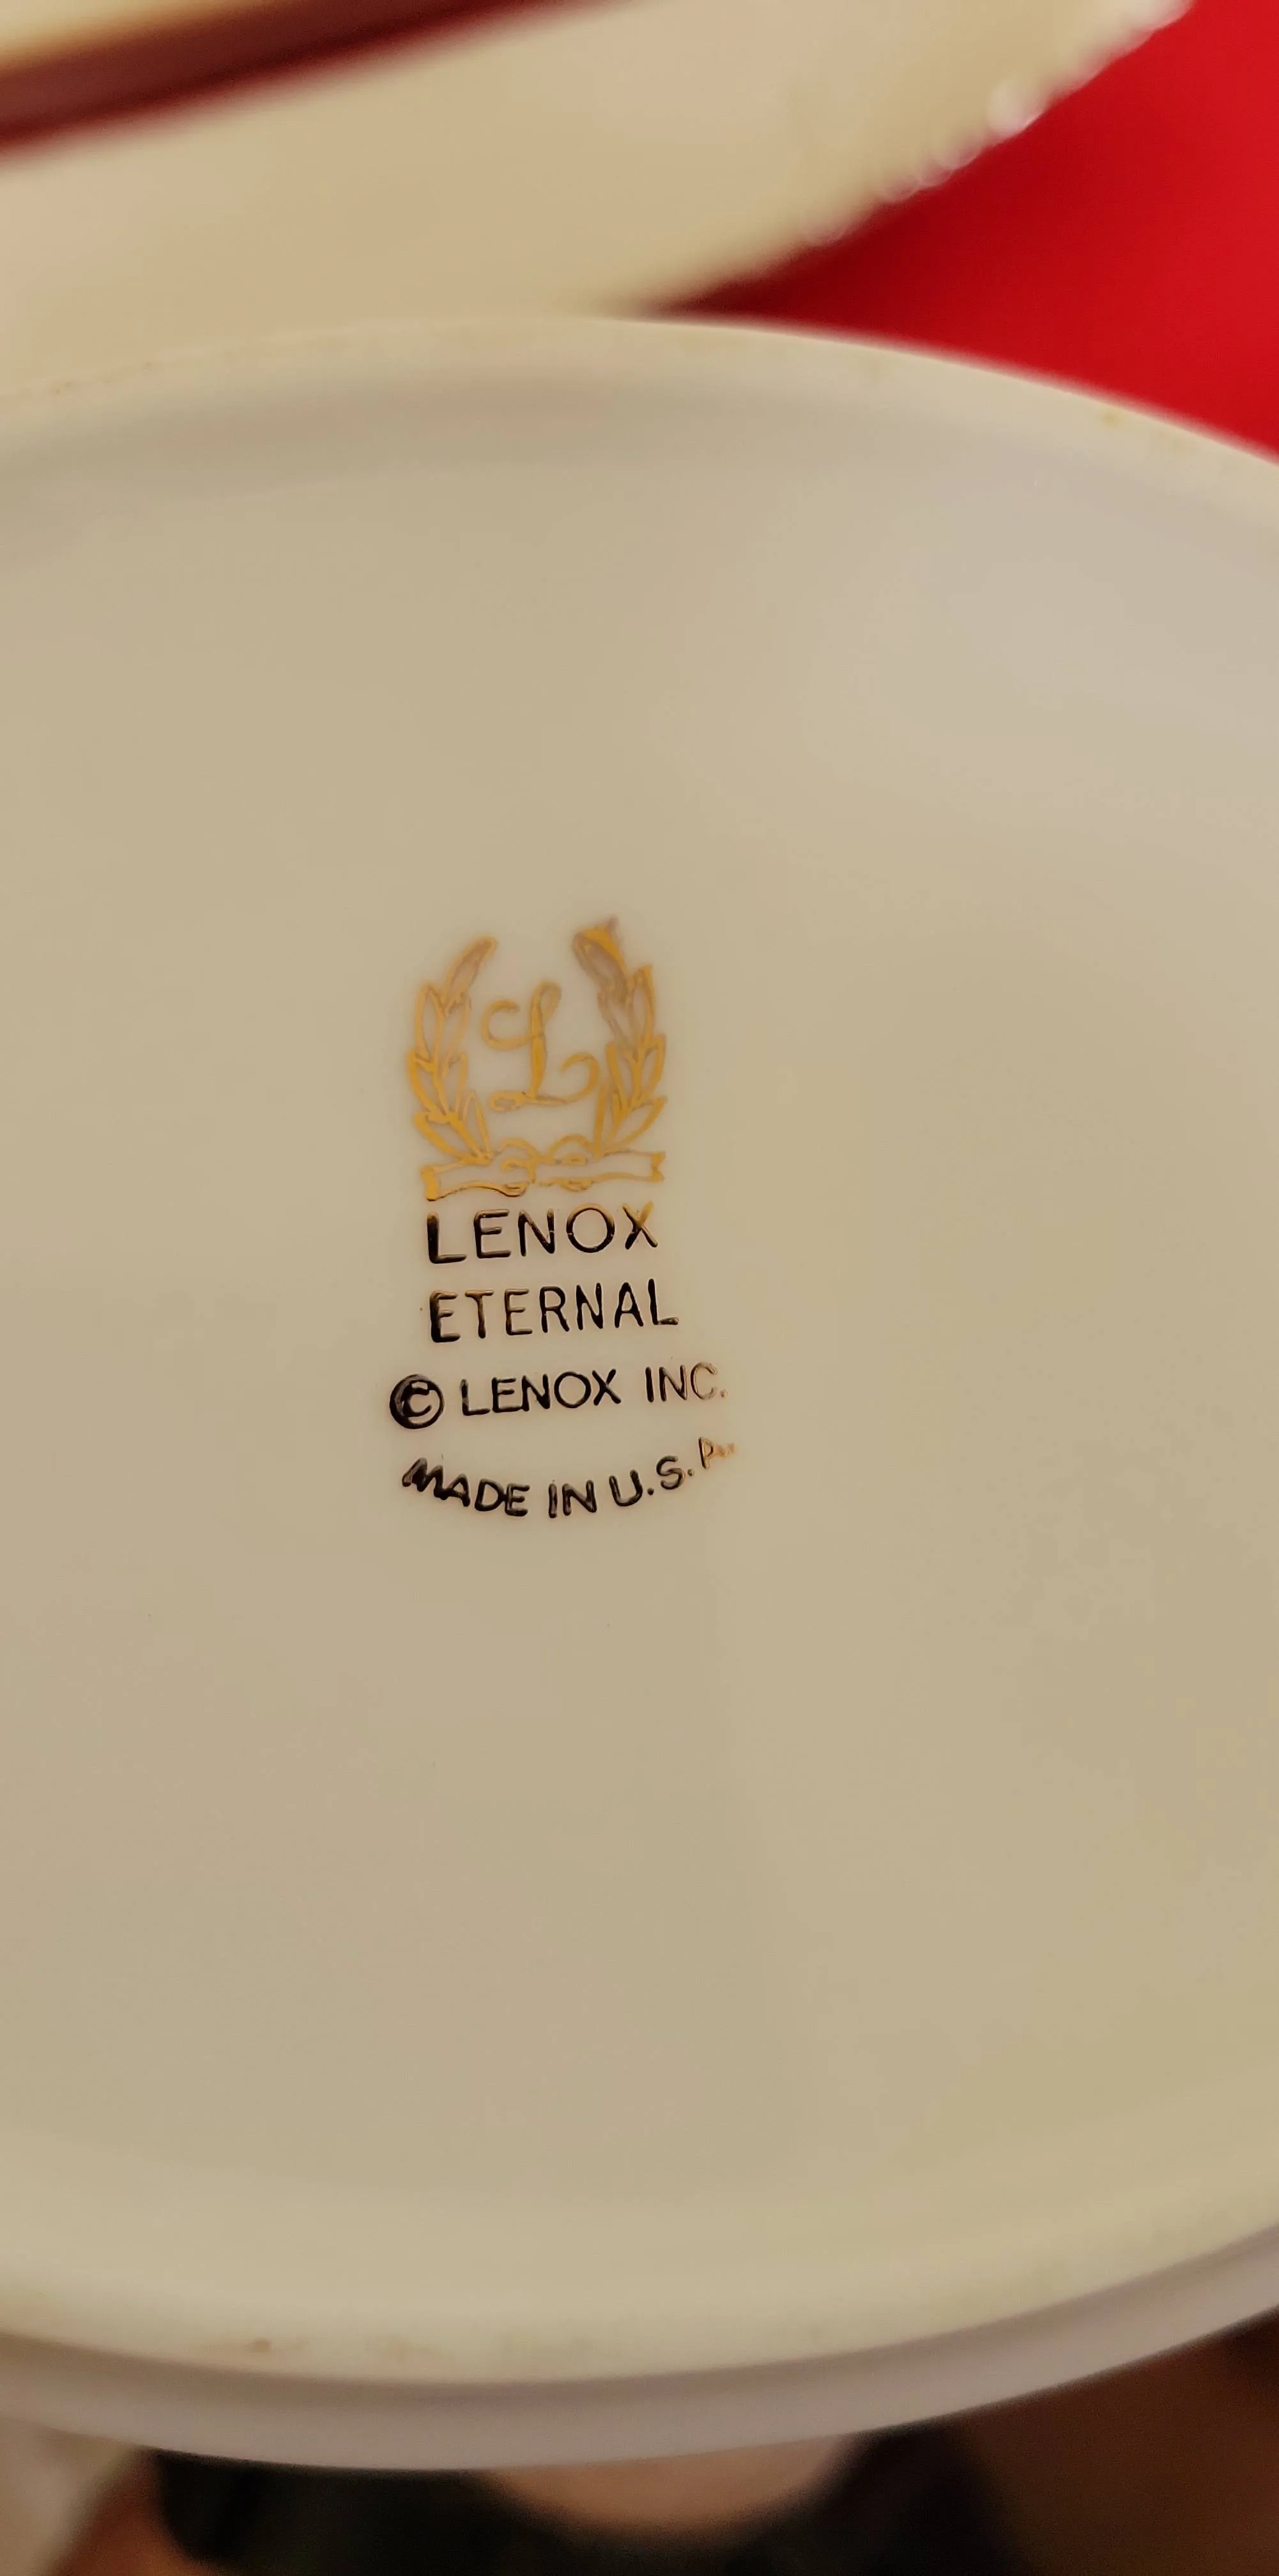 L
LENOX
ETERNAL
© LENOX INC.
MADE IN U.S.A.